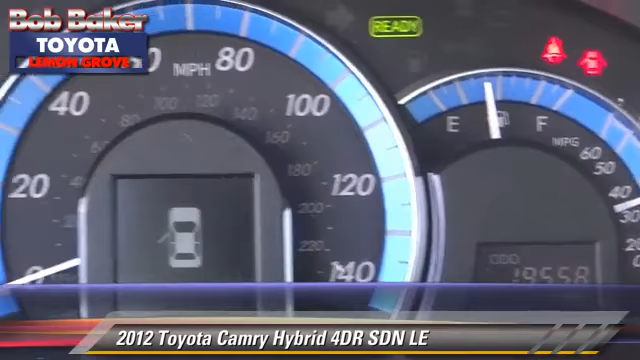 Bob Baker
TOYOTA
LEMON GROVE
READY
MPH
20
40
80
100
120
140
0
80
100
120
140
160
180
200
220
E
F
MPG
60
50
40
30
ODO
19558
2012 Toyota Camry Hybrid 4DR SDN LE